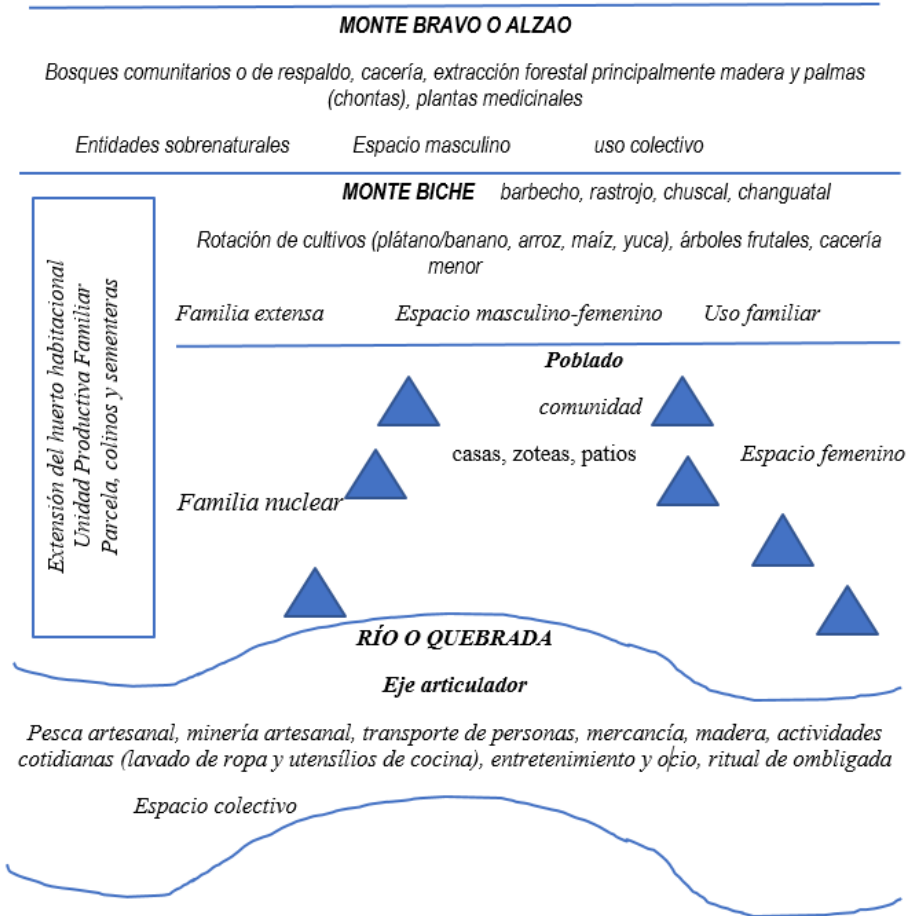 MONTE BRAVO O ALZAO
Bosques comunitarios o de respaldo, cacería, extracción forestal principalmente madera y palmas
(chontas), plantas medicinales
Entidades sobrenaturales Espacio masculino uso colectivo
MONTE BICHE barbecho, rastrojo, chuscal, changuatal
Rotación de cultivos (plátano/banano, arroz, maíz, yuca), árboles frutales, cacería
menor
Familia extensa Espacio masculino-femenino Uso familiar
Extensión del huerto habitacional
Unidad Productiva Familiar
Parcela, colinos y sementeras
Poblado
comunidad
casas, zoteas, patios Espacio femenino
Familia nuclear
RÍO O QUEBRADA
Eje articulador
Pesca artesanal, minería artesanal, transporte de personas, mercancía, madera, actividades
cotidianas (lavado de ropa y utensílios de cocina), entretenimiento y ocio, ritual de ombligada
Espacio colectivo